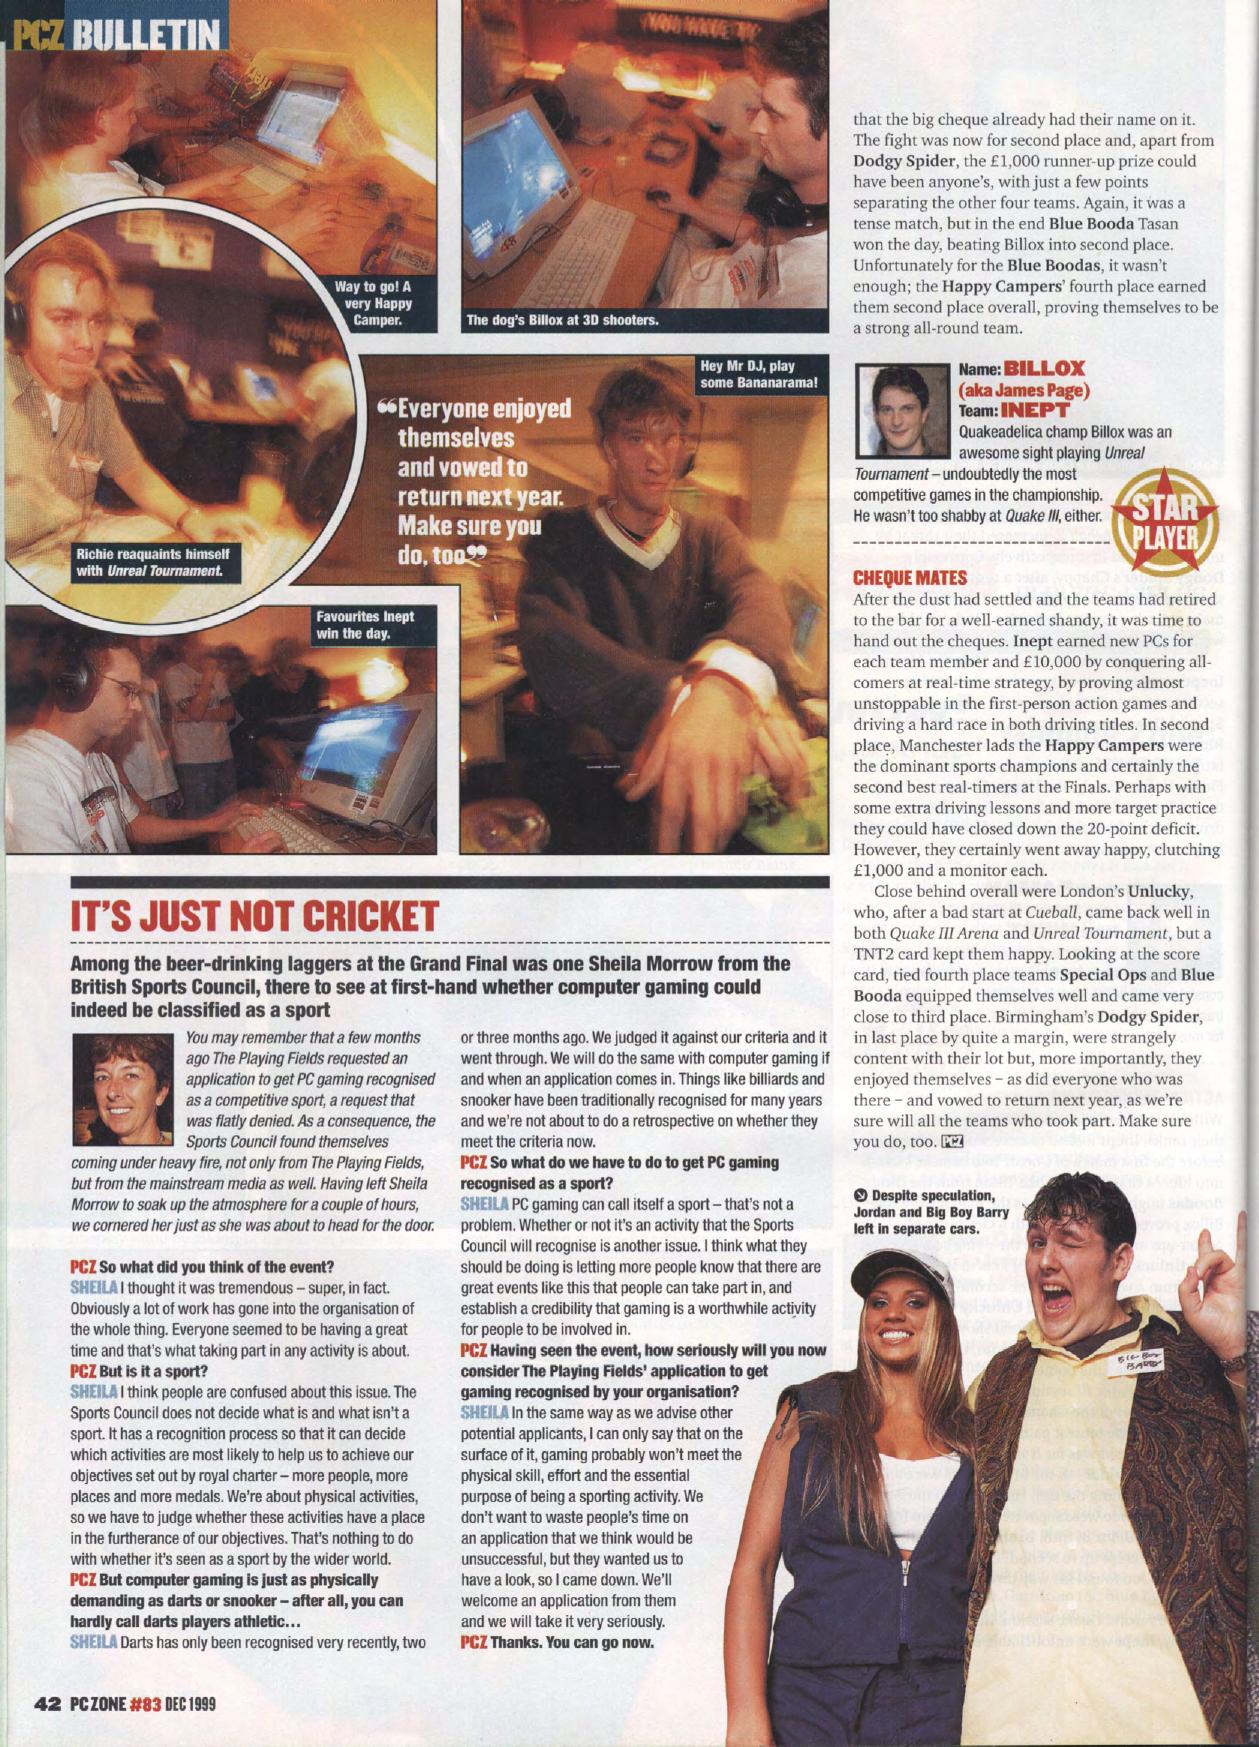 PCZ BULLETIN
Way to go! A
very Happy
Camper.
The dog's Billox at 3D shooters.
Richie reaquaints himself
with Unreal Tournament.
Hey Mr DJ, play
some Bananarama!
“Everyone enjoyed
themselves
and vowed to
return next year.
Make sure you
do, too”
Favourites Inept
win the day.
IT'S JUST NOT CRICKET
Among the beer-drinking laggers at the Grand Final was one Sheila Morrow from the
British Sports Council, there to see at first-hand whether computer gaming could
indeed be classified as a sport
You may remember that a few months
ago The Playing Fields requested an
application to get PC gaming recognised
as a competitive sport, a request that
was flatly denied. As a consequence, the
Sports Council found themselves
coming under heavy fire, not only from The Playing Fields,
but from the mainstream media as well. Having left Sheila
Morrow to soak up the atmosphere for a couple of hours,
we cornered her just as she was about to head for the door.
PCZ So what did you think of the event?
SHEILA I thought it was tremendous – super, in fact.
Obviously a lot of work has gone into the organisation of
the whole thing. Everyone seemed to be having a great
time and that's what taking part in any activity is about.
PCZ But is it a sport?
SHEILA I think people are confused about this issue. The
Sports Council does not decide what is and what isn't a
sport. It has a recognition process so that it can decide
which activities are most likely to help us to achieve our
objectives set out by royal charter – more people, more
places and more medals. We're about physical activities,
so we have to judge whether these activities have a place
in the furtherance of our objectives. That's nothing to do
with whether it's seen as a sport by the wider world.
PCZ But computer gaming is just as physically
demanding as darts or snooker – after all, you can
hardly call darts players athletic...
SHEILA Darts has only been recognised very recently, two
or three months ago. We judged it against our criteria and it
went through. We will do the same with computer gaming if
and when an application comes in. Things like billiards and
snooker have been traditionally recognised for many years
and we're not about to do a retrospective on whether they
meet the criteria now.
PCZ So what do we have to do to get PC gaming
recognised as a sport?
SHEILA PC gaming can call itself a sport – that's not a
problem. Whether or not it's an activity that the Sports
Council will recognise is another issue. I think what they
should be doing is letting more people know that there are
great events like this that people can take part in, and
establish a credibility that gaming is a worthwhile activity
for people to be involved in.
PCZ Having seen the event, how seriously will you now
consider The Playing Fields' application to get
gaming recognised by your organisation?
SHEILA In the same way as we advise other
potential applicants, I can only say that on the
surface of it, gaming probably won't meet the
physical skill, effort and the essential
purpose of being a sporting activity. We
don't want to waste people's time on
an application that we think would be
unsuccessful, but they wanted us to
have a look, so I came down. We'll
welcome an application from them
and we will take it very seriously.
PCZ Thanks. You can go now.
that the big cheque already had their name on it.
The fight was now for second place and, apart from
Dodgy Spider, the £1,000 runner-up prize could
have been anyone's, with just a few points
separating the other four teams. Again, it was a
tense match, but in the end Blue Booda Tasan
won the day, beating Billox into second place.
Unfortunately for the Blue Boodas, it wasn't
enough; the Happy Campers' fourth place earned
them second place overall, proving themselves to be
a strong all-round team.
Name: BILLOX
(aka James Page)
Team: INEPT
Quakeadelica champ Billox was an
awesome sight playing Unreal
Tournament – undoubtedly the most
competitive games in the championship.
He wasn't too shabby at Quake III, either.
STAR
PLAYER
CHEQUE MATES
After the dust had settled and the teams had retired
to the bar for a well-earned shandy, it was time to
hand out the cheques. Inept earned new PCs for
each team member and £10,000 by conquering all-
comers at real-time strategy, by proving almost
unstoppable in the first-person action games and
driving a hard race in both driving titles. In second
place, Manchester lads the Happy Campers were
the dominant sports champions and certainly the
second best real-timers at the Finals. Perhaps with
some extra driving lessons and more target practice
they could have closed down the 20-point deficit.
However, they certainly went away happy, clutching
£1,000 and a monitor each.
Close behind overall were London's Unlucky,
who, after a bad start at Cueball, came back well in
both Quake III Arena and Unreal Tournament, but a
TNT2 card kept them happy. Looking at the score
card, tied fourth place teams Special Ops and Blue
Booda equipped themselves well and came very
close to third place. Birmingham's Dodgy Spider,
in last place by quite a margin, were strangely
content with their lot but, more importantly, they
enjoyed themselves – as did everyone who was
there – and vowed to return next year, as we're
sure will all the teams who took part. Make sure
you do, too. PCZ
Despite speculation,
Jordan and Big Boy Barry
left in separate cars.
BIG BOY
BARRY
42 PC ZONE #83 DEC 1999